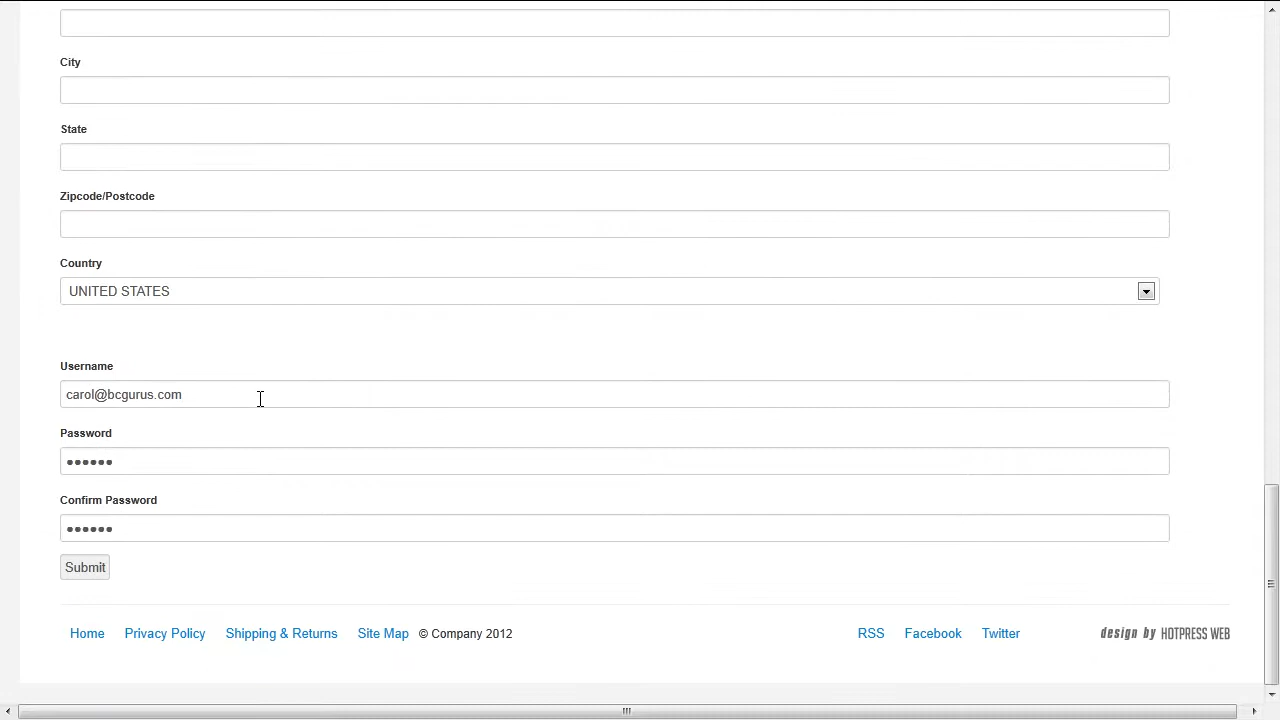 City
State
Zipcode/Postcode
Country
UNITED STATES
Username
carol@bcgurus.com
Password
••••••
Confirm Password
••••••
Submit
Home Privacy Policy Shipping & Returns Site Map © Company 2012 RSS Facebook Twitter design by HOTPRESS WEB